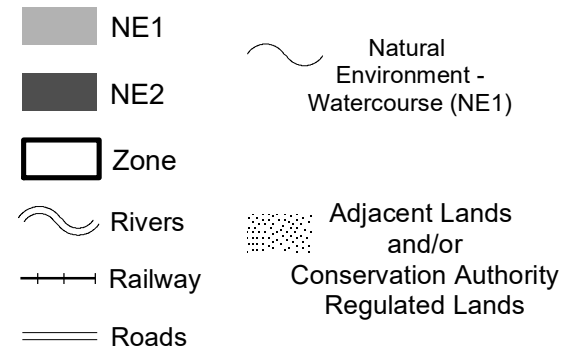 NE1
NE2
Zone
Rivers
Railway
Roads
Natural
Environment -
Watercourse (NE1)
Adjacent Lands
and/or
Conservation Authority
Regulated Lands